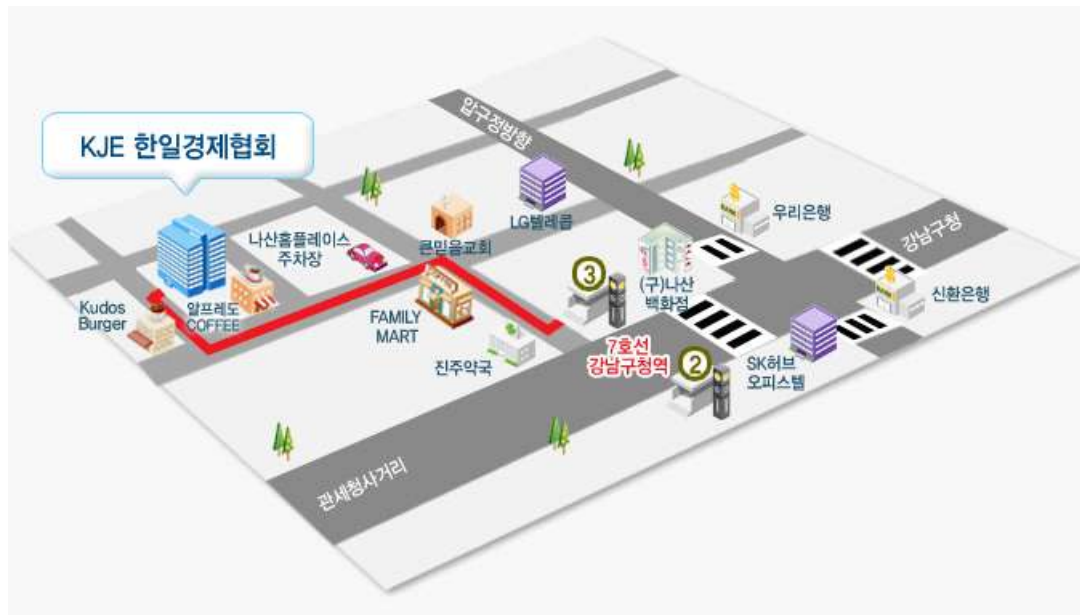 압구정방향
KJE 한일경제협회
우리은행
LG텔레콤
강남구청
나산홈플레이스
주차장
큰믿음교회
3
(구)나산
백화점
신환은행
Kudos
Burger
알프레도
COFFEE
FAMILY
MART
7호선
강남구청역
2
진주약국
SK허브
오피스텔
관세청사거리